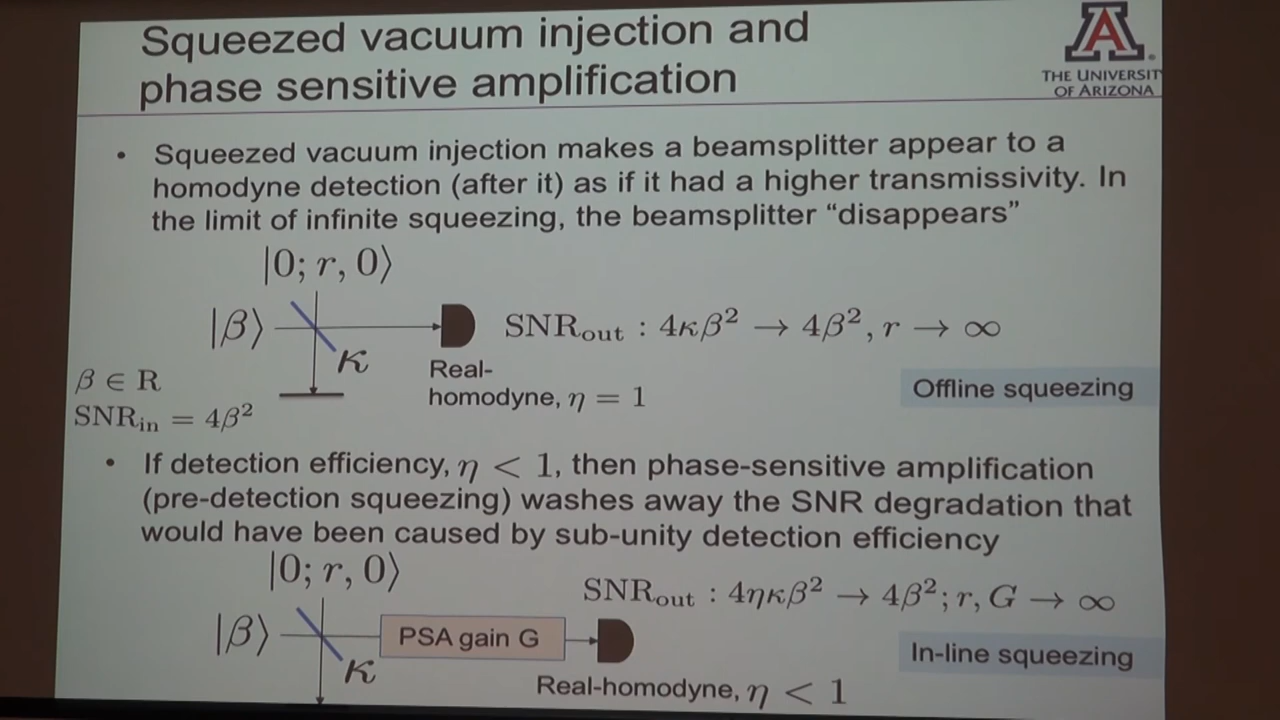 Squeezed vacuum injection and
phase sensitive amplification
THE UNIVERSIT
OF ARIZONA
• Squeezed vacuum injection makes a beamsplitter appear to a
homodyne detection (after it) as if it had a higher transmissivity. In
the limit of infinite squeezing, the beamsplitter “disappears”
|0; r, 0⟩
|β⟩
κ
SNRout : 4κβ² → 4β², r → ∞
Real-
homodyne, η = 1
β ∈ R
SNRin = 4β²
Offline squeezing
• If detection efficiency, η < 1, then phase-sensitive amplification
(pre-detection squeezing) washes away the SNR degradation that
would have been caused by sub-unity detection efficiency
|0; r, 0⟩
SNRout : 4ηκβ² → 4β²; r, G → ∞
|β⟩
PSA gain G
κ
In-line squeezing
Real-homodyne, η < 1